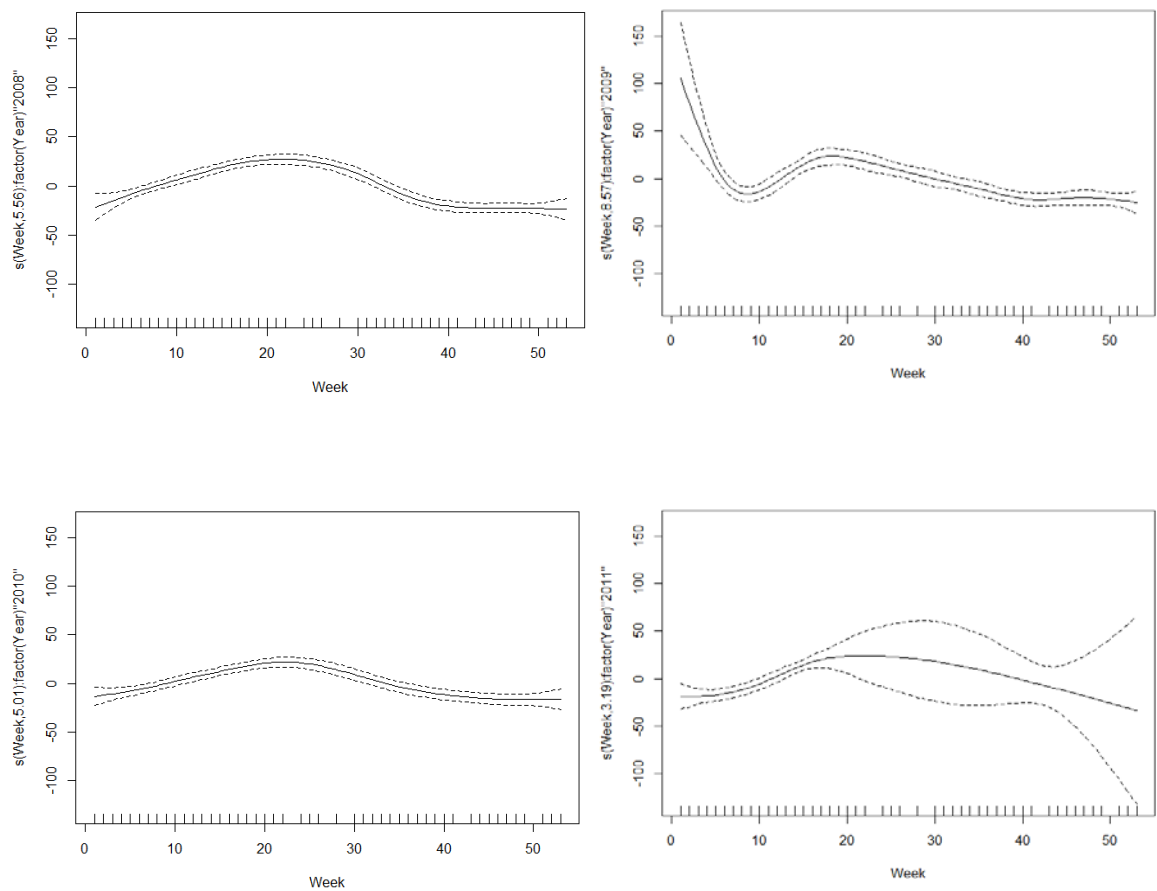 s(Week,5.56):factor(Year)"2008"
150
100
50
0
-50
-100
0 10 20 30 40 50
Week
s(Week,8.57):factor(Year)"2009"
150
100
50
0
-50
-100
0 10 20 30 40 50
Week
s(Week,5.01):factor(Year)"2010"
150
100
50
0
-50
-100
0 10 20 30 40 50
Week
s(Week,3.19):factor(Year)"2011"
150
100
50
0
-50
-100
0 10 20 30 40 50
Week